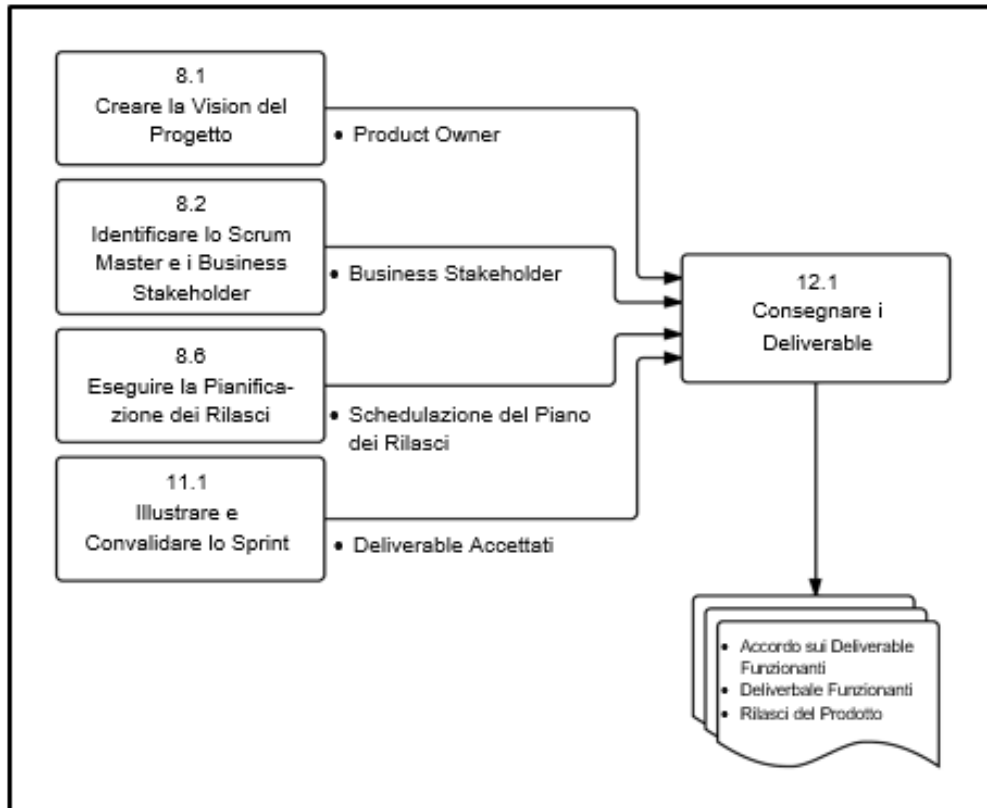 8.1
Creare la Vision del
Progetto
• Product Owner
8.2
Identificare lo Scrum
Master e i Business
Stakeholder
• Business Stakeholder
8.6
Eseguire la Pianifica-
zione dei Rilasci
• Schedulazione del Piano
dei Rilasci
11.1
Illustrare e
Convalidare lo Sprint
• Deliverable Accettati
12.1
Consegnare i
Deliverable
• Accordo sui Deliverable
Funzionanti
• Deliverbale Funzionanti
• Rilasci del Prodotto